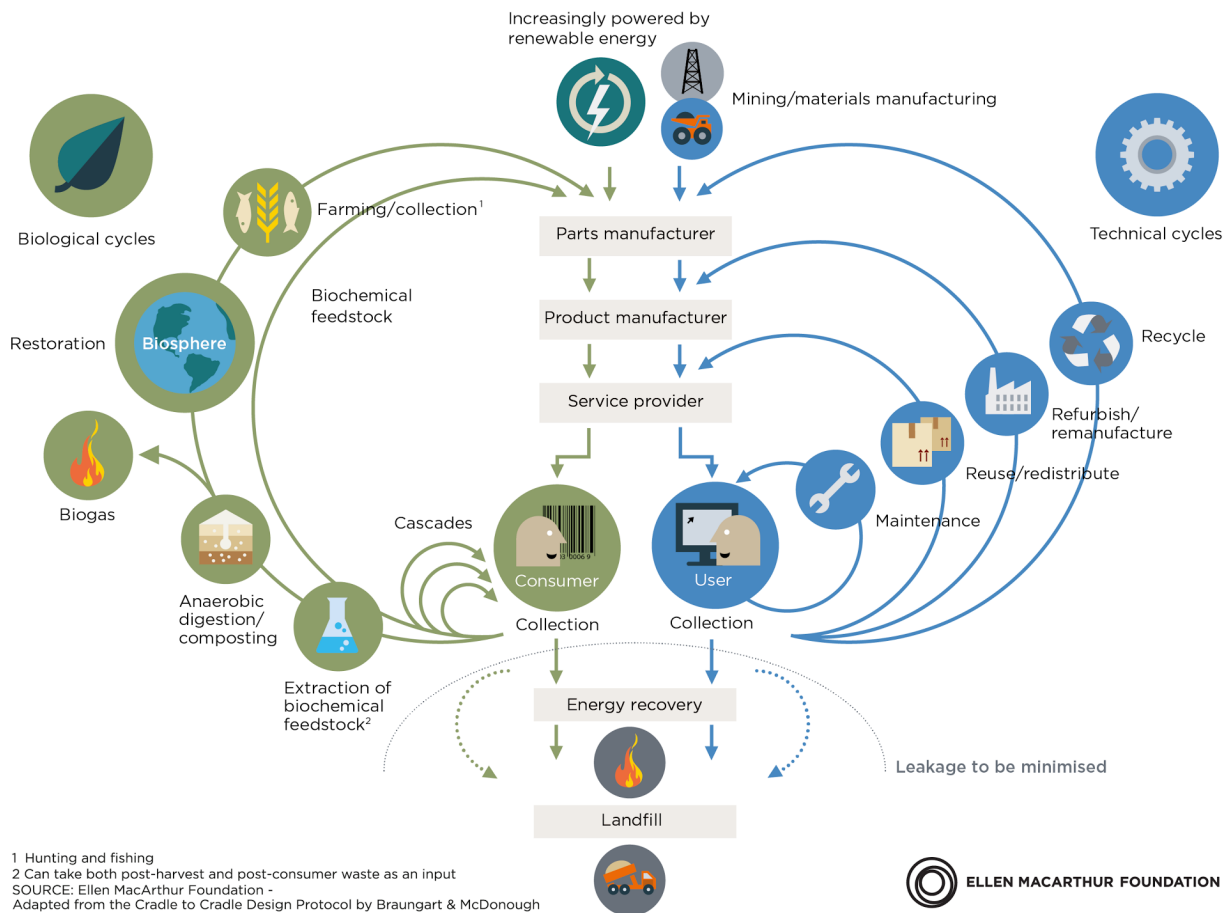 Increasingly powered by
renewable energy
Mining/materials manufacturing
Biological cycles
Farming/collection¹
Parts manufacturer
Technical cycles
Biochemical
feedstock
Product manufacturer
Restoration
Biosphere
Recycle
Service provider
Refurbish/
remanufacture
Reuse/redistribute
Biogas
Cascades
Maintenance
83 0006 9
Consumer
User
Anaerobic
digestion/
composting
Collection
Collection
Extraction of
biochemical
feedstock²
Energy recovery
Leakage to be minimised
Landfill
1 Hunting and fishing
2 Can take both post-harvest and post-consumer waste as an input
SOURCE: Ellen MacArthur Foundation -
Adapted from the Cradle to Cradle Design Protocol by Braungart & McDonough
ELLEN MACARTHUR FOUNDATION